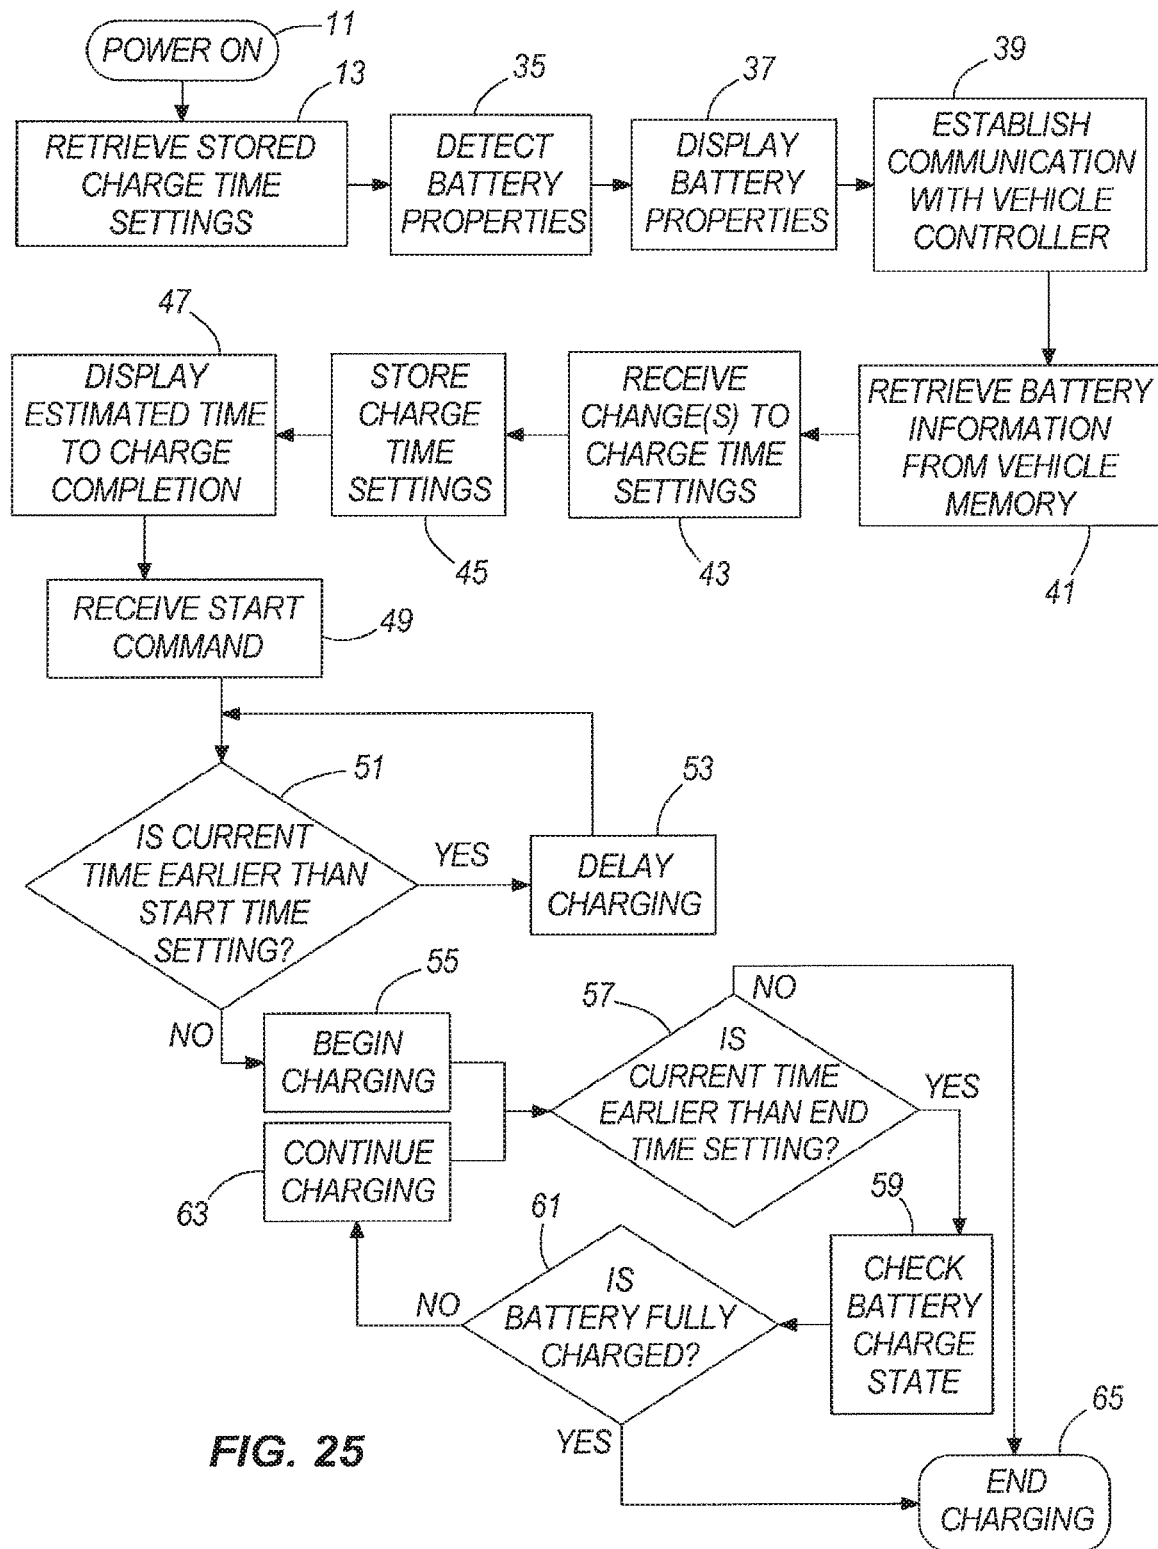 POWER ON
11
13
RETRIEVE STORED
CHARGE TIME
SETTINGS
35
DETECT
BATTERY
PROPERTIES
37
DISPLAY
BATTERY
PROPERTIES
39
ESTABLISH
COMMUNICATION
WITH VEHICLE
CONTROLLER
RETRIEVE BATTERY
INFORMATION
FROM VEHICLE
MEMORY
41
RECEIVE
CHANGE(S) TO
CHARGE TIME
SETTINGS
43
STORE
CHARGE
TIME
SETTINGS
45
47
DISPLAY
ESTIMATED TIME
TO CHARGE
COMPLETION
RECEIVE START
COMMAND
49
51
IS CURRENT
TIME EARLIER THAN
START TIME
SETTING?
YES
53
DELAY
CHARGING
NO
55
BEGIN
CHARGING
57
IS
CURRENT TIME
EARLIER THAN END
TIME SETTING?
NO
YES
59
CHECK
BATTERY
CHARGE
STATE
61
IS
BATTERY FULLY
CHARGED?
NO
CONTINUE
CHARGING
63
YES
65
END
CHARGING
FIG. 25